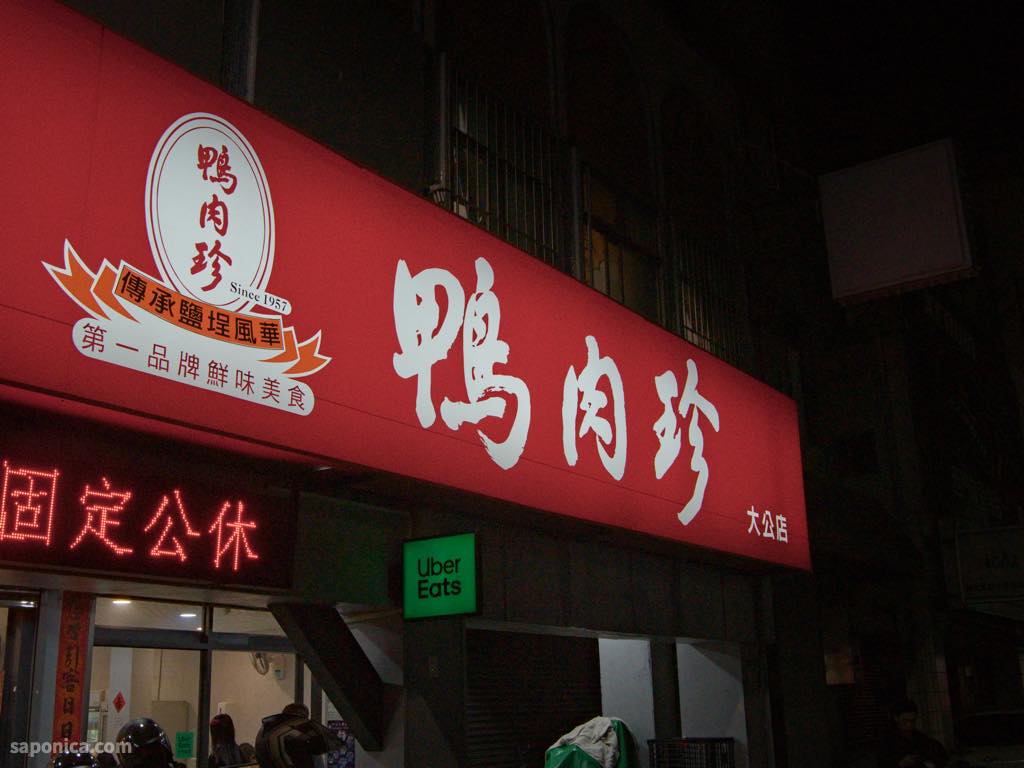 鴨肉珍
Since 1957
傳承鹽埕風華
第一品牌鮮味美食
鴨肉珍
大公店
固定公休
Uber
Eats
saponica.com